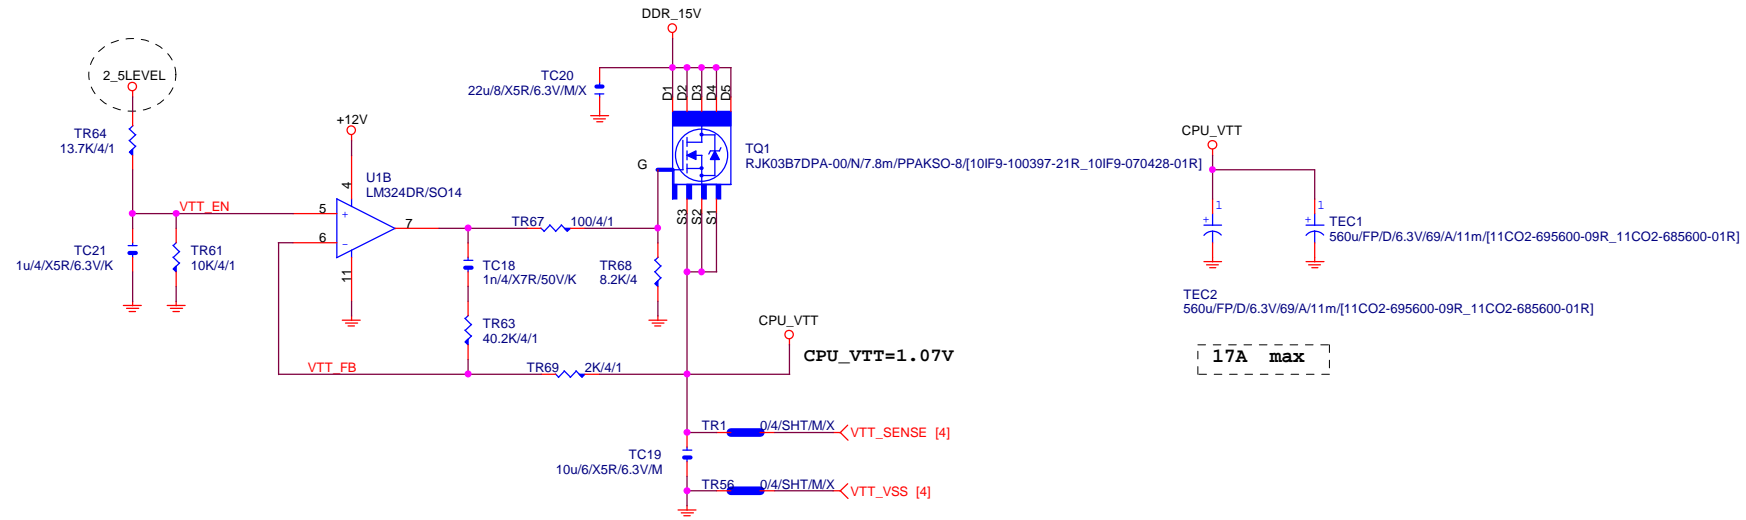 DDR_15V
2_5LEVEL
TC20
22u/8/X5R/6.3V/M/X
D1
D2
D3
D4
D5
TR64
13.7K/4/1
+12V
CPU_VTT
TQ1
RJK03B7DPA-00/N/7.8m/PPAKSO-8/[10IF9-100397-21R_10IF9-070428-01R]
G
U1B
LM324DR/SO14
4
VTT_EN
5
+
7
6
-
11
S3
S2
S1
1
+
1
+
TEC1
560u/FP/D/6.3V/69/A/11m/[11CO2-695600-09R_11CO2-685600-01R]
TR67
100/4/1
TC21
1u/4/X5R/6.3V/K
TR61
10K/4/1
TC18
1n/4/X7R/50V/K
TR68
8.2K/4
TEC2
560u/FP/D/6.3V/69/A/11m/[11CO2-695600-09R_11CO2-685600-01R]
TR63
40.2K/4/1
CPU_VTT
CPU_VTT=1.07V
17A max
VTT_FB
TR69
2K/4/1
TR1
0/4/SHT/M/X
VTT_SENSE [4]
TC19
10u/6/X5R/6.3V/M
TR56
0/4/SHT/M/X
VTT_VSS [4]